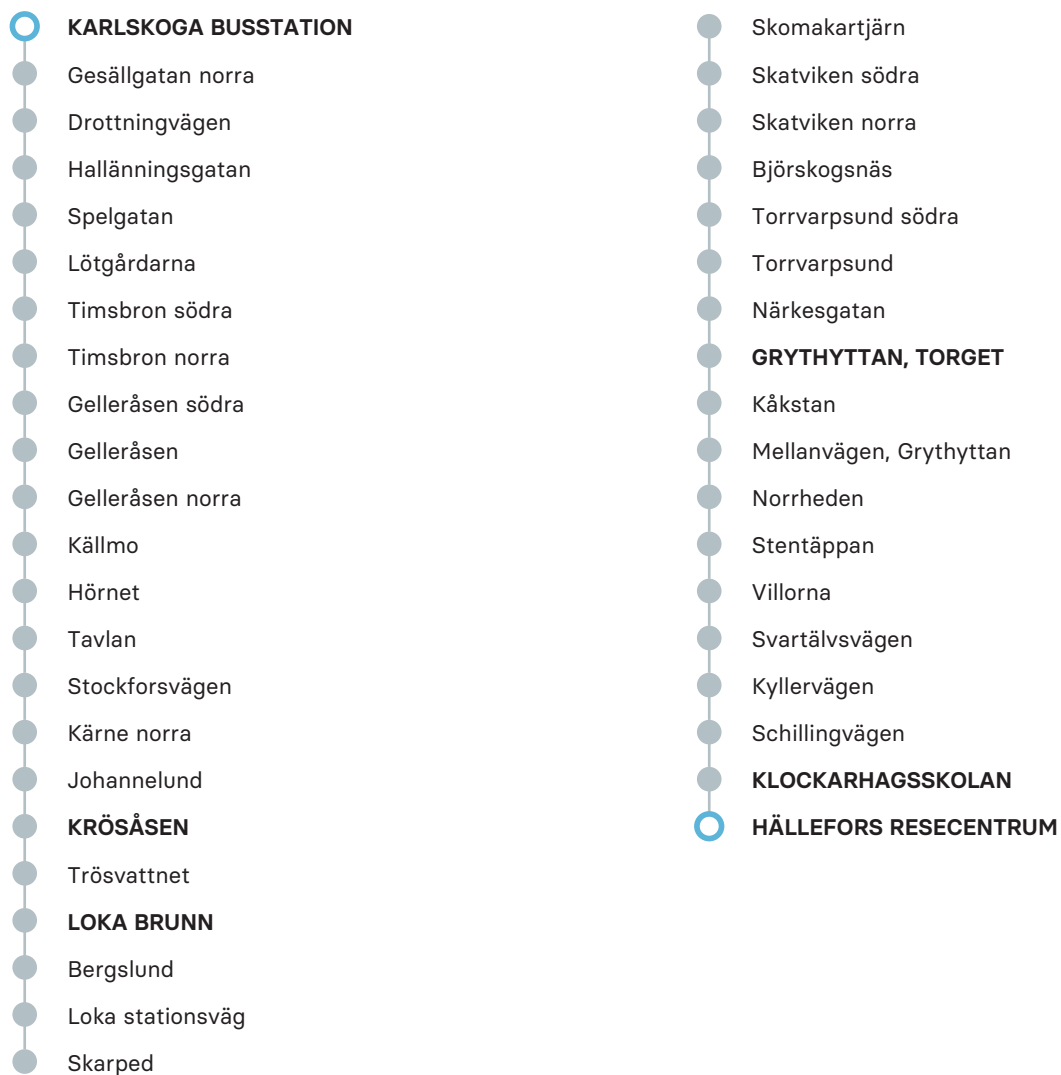 KARLSKOGA BUSSTATION
Gesällgatan norra
Drottningvägen
Hallänningsgatan
Spelgatan
Lötgårdarna
Timsbron södra
Timsbron norra
Gelleråsen södra
Gelleråsen
Gelleråsen norra
Källmo
Hörnet
Tavlan
Stockforsvägen
Kärne norra
Johannelund
KRÖSÅSEN
Trösvattnet
LOKA BRUNN
Bergslund
Loka stationsväg
Skarped
Skomakartjärn
Skatviken södra
Skatviken norra
Björskogsnäs
Torrvarpsund södra
Torrvarpsund
Närkesgatan
GRYTHYTTAN, TORGET
Kåkstan
Mellanvägen, Grythyttan
Norrheden
Stentäppan
Villorna
Svartälvsvägen
Kyllervägen
Schillingvägen
KLOCKARHAGSSKOLAN
HÄLLEFORS RESECENTRUM